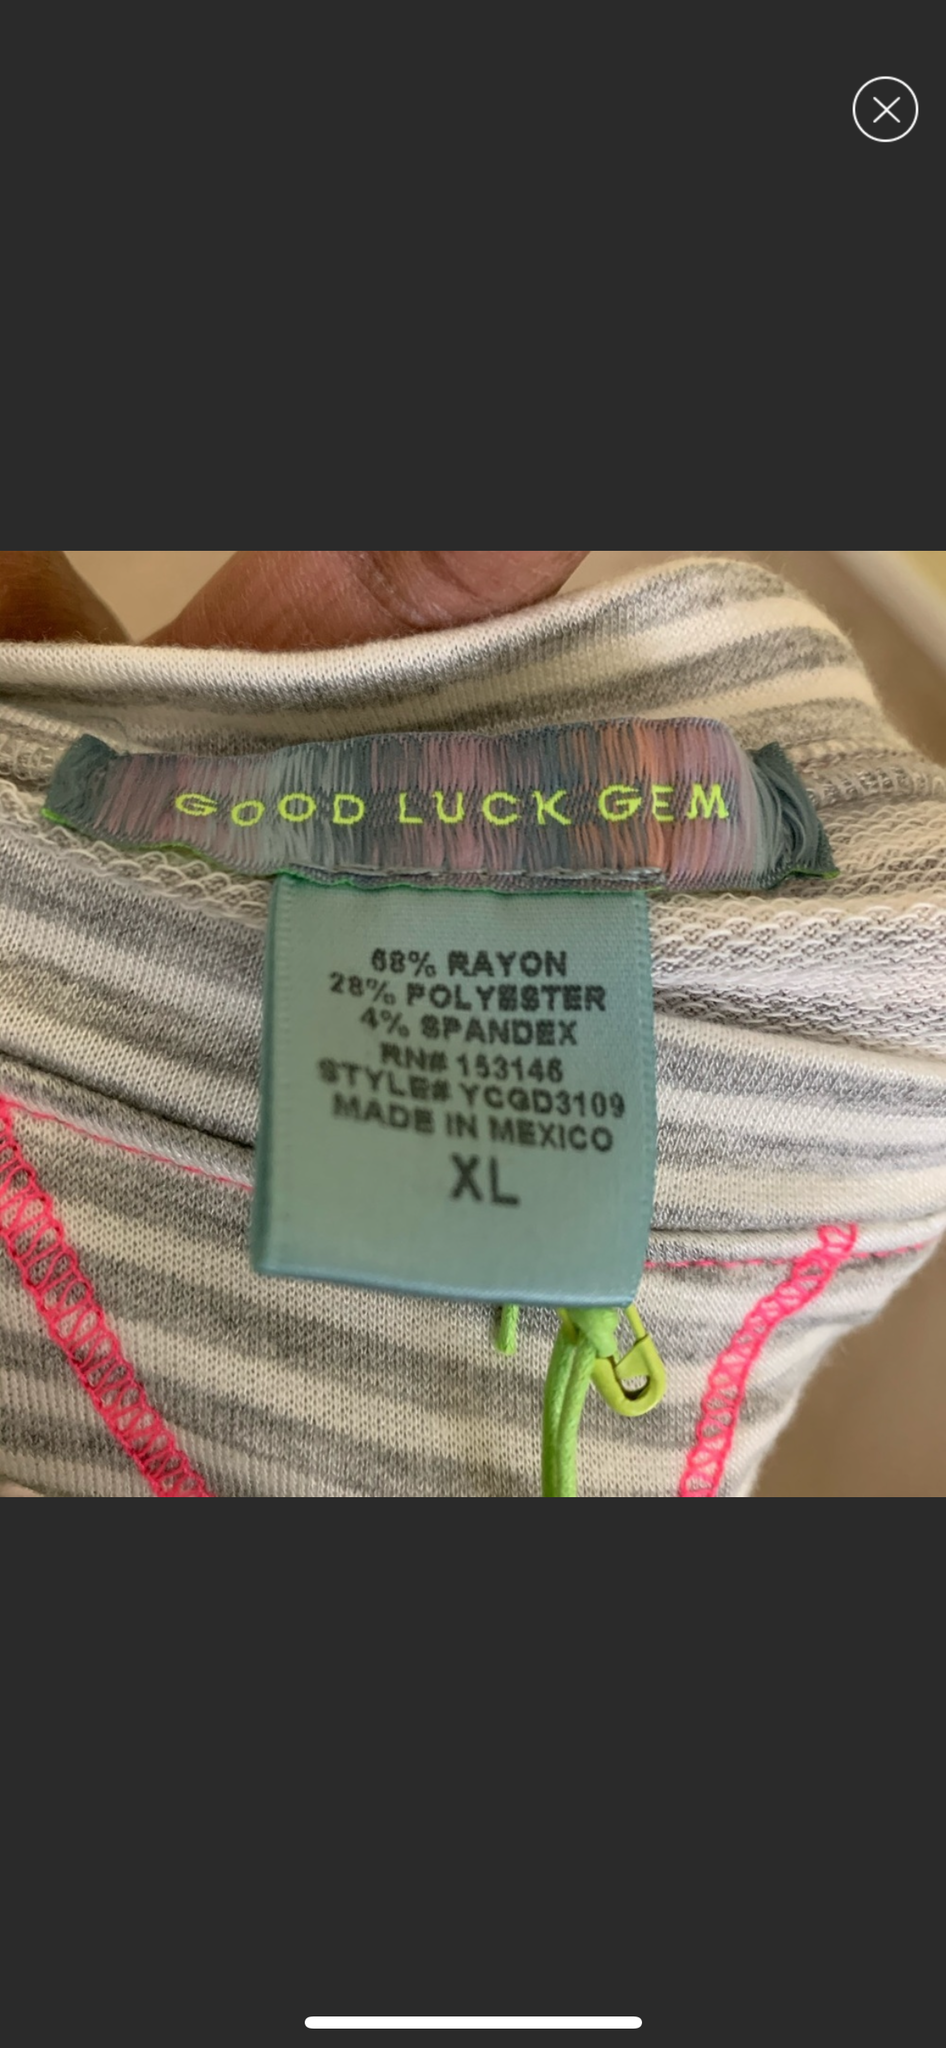 GOOD LUCK GEM
68% RAYON
28% POLYESTER
4% SPANDEX
RN# 153146
STYLE# YCGD3109
MADE IN MEXICO
XL